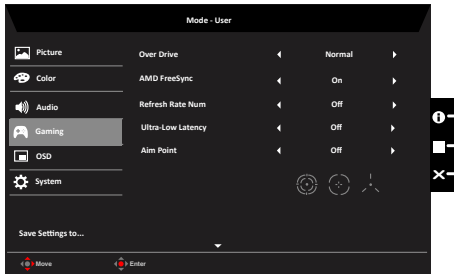 Mode - User
Picture
Over Drive Normal
Color
AMD FreeSync On
Audio
Refresh Rate Num Off
Gaming
Ultra-Low Latency Off
OSD
Aim Point Off
System
Save Settings to...
Move Enter